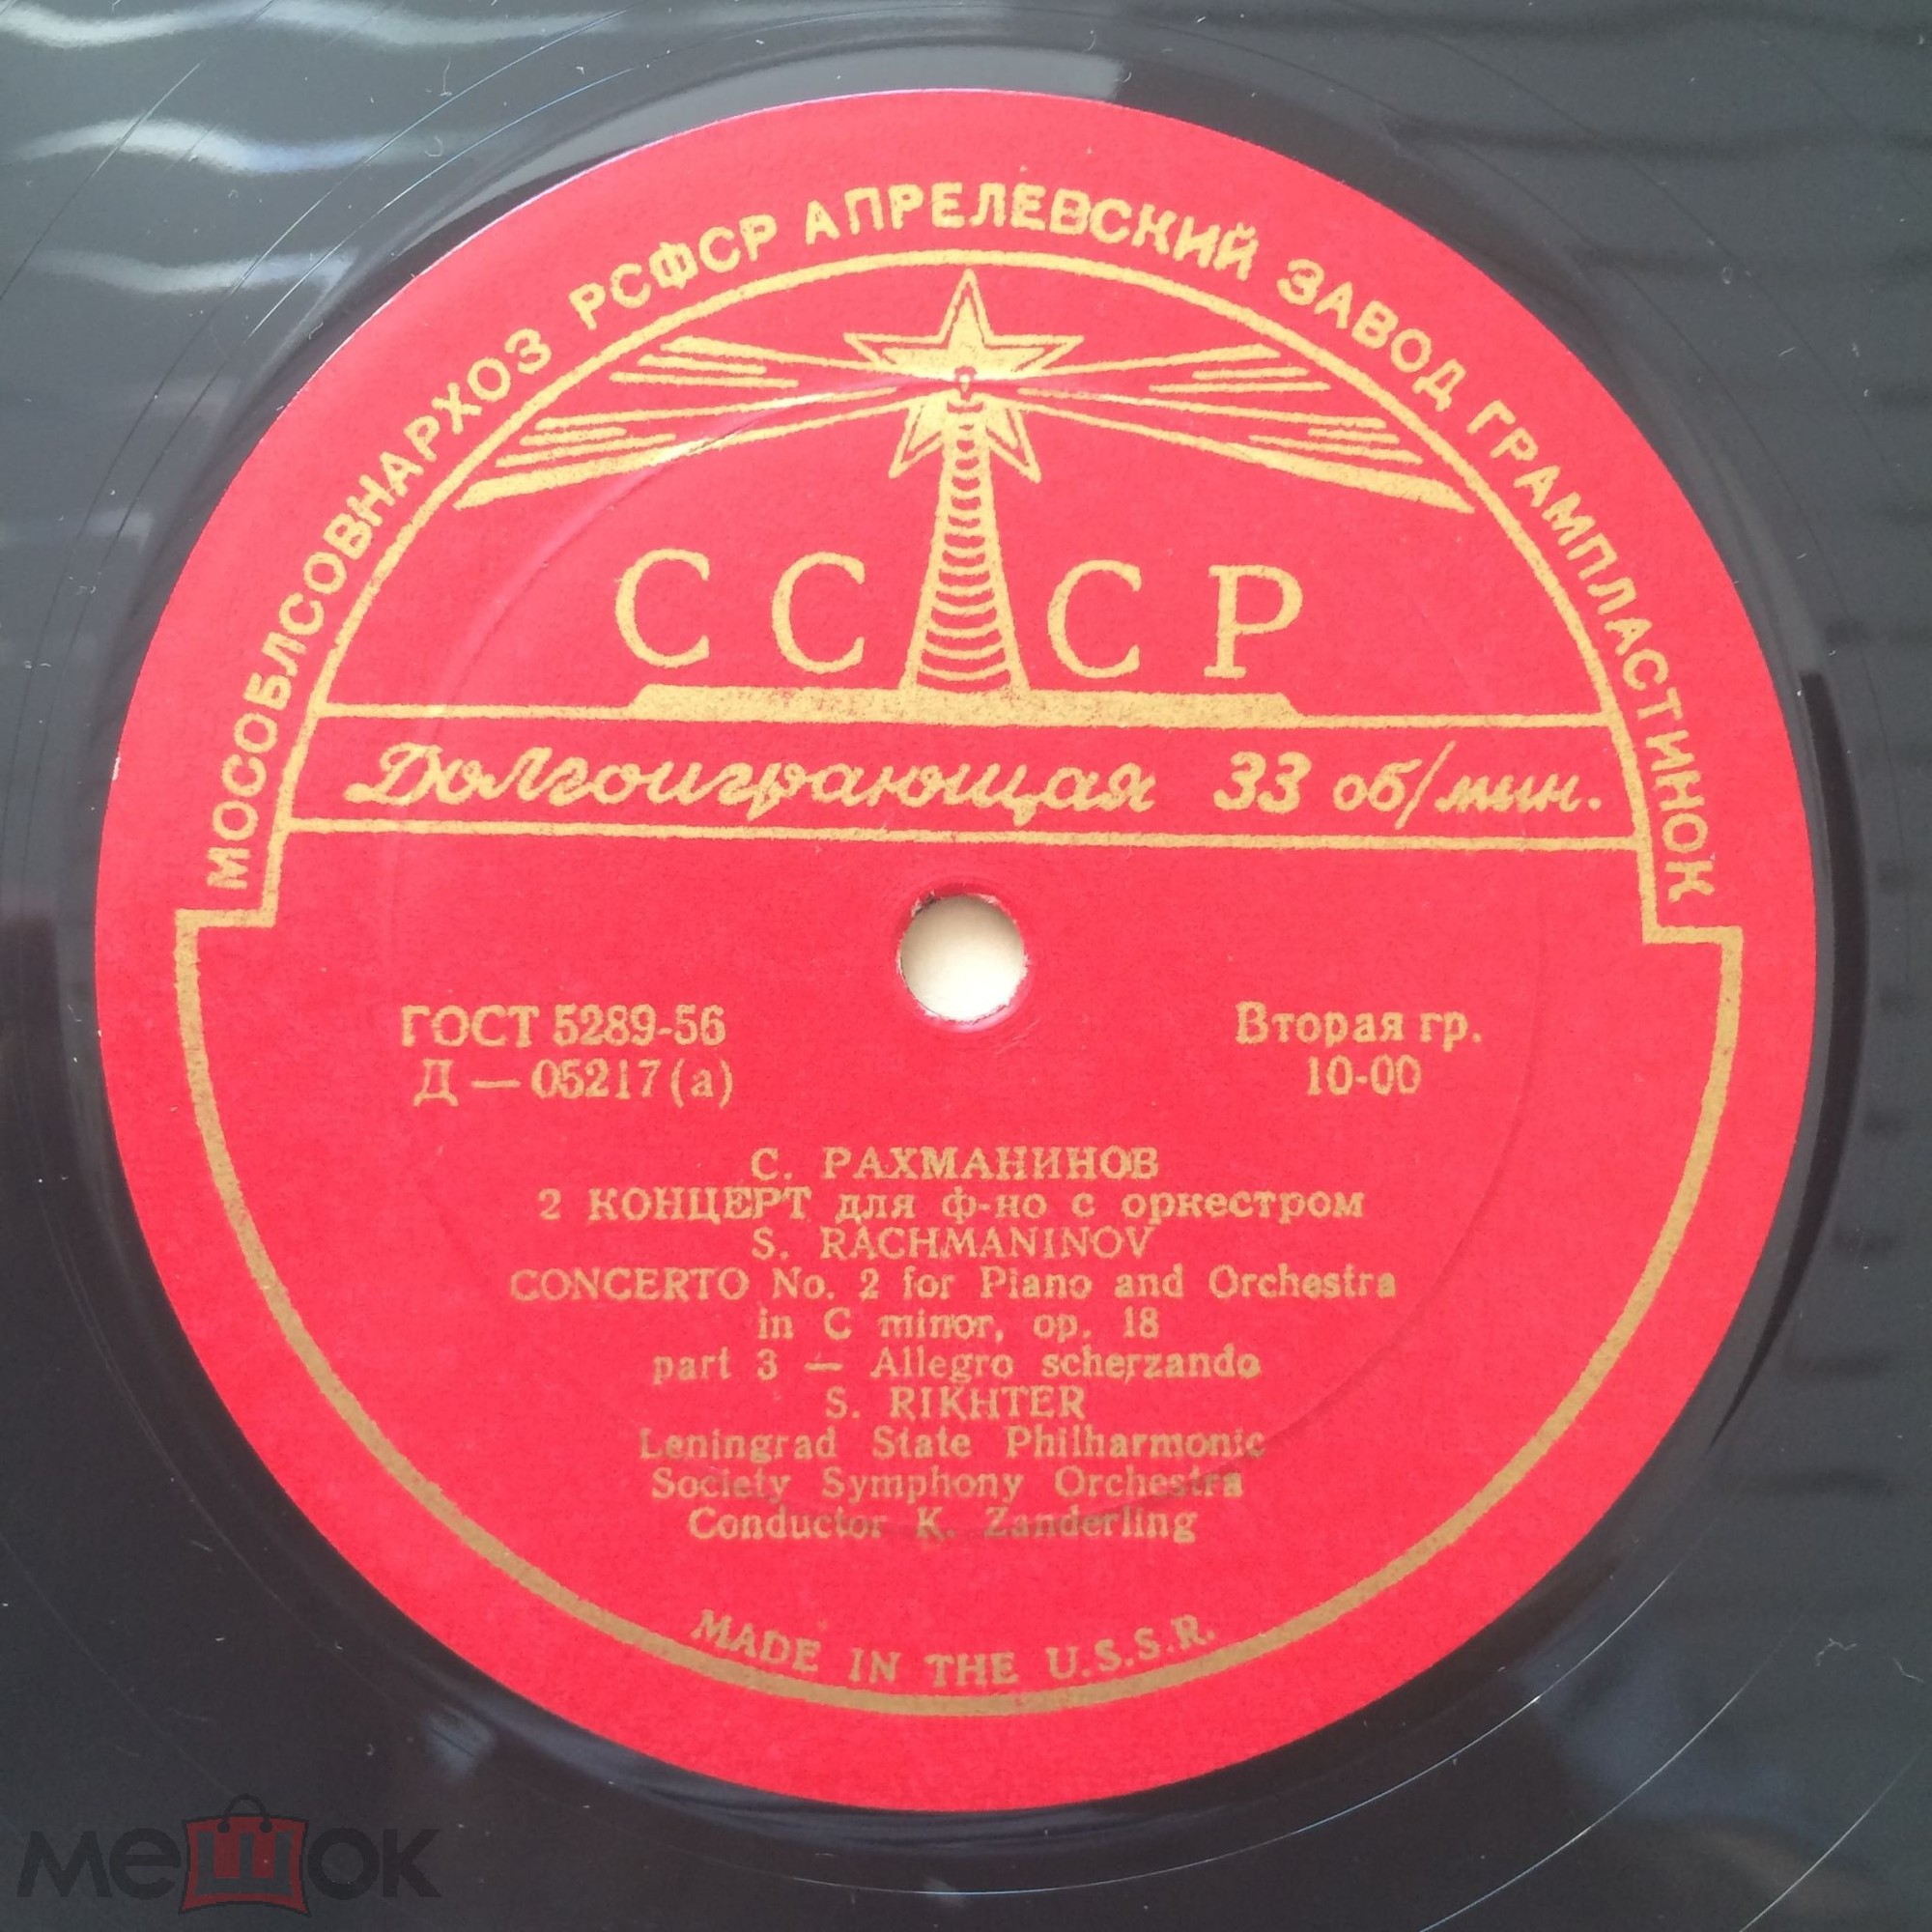 МОСОБЛСОВНАРХОЗ РСФСР АПРЕЛЕВСКИЙ ЗАВОД ГРАМПЛАСТИНОК
СССР
Долгоиграющая 33 об/мин.
ГОСТ 5289-56
Д — 05217(а)
Вторая гр.
10-00
С. РАХМАНИНОВ
2 КОНЦЕРТ для ф-но с оркестром
S. RACHMANINOV
CONCERTO No. 2 for Piano and Orchestra
in C minor, op. 18
part 3 — Allegro scherzando
S. RIKHTER
Leningrad State Philharmonic
Society Symphony Orchestra
Conductor K. Zanderling
MADE IN THE U.S.S.R.
мешок